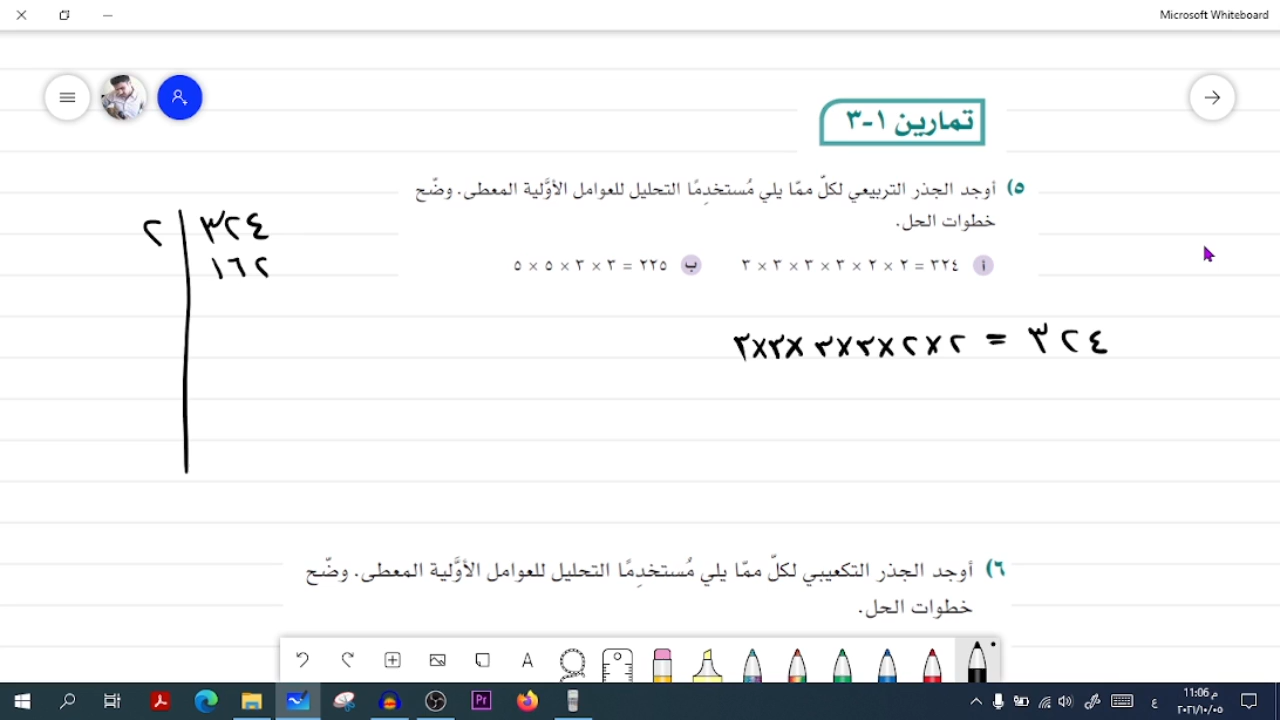 Microsoft Whiteboard
تمارين ١-٣
٥) أوجد الجذر التربيعي لكلّ ممّا يلي مُستخدِمًا التحليل للعوامل الأوَّلية المعطى. وضّح
خطوات الحل.
أ ٣٢٤ = ٢ × ٢ × ٣ × ٣ × ٣ × ٣
ب ٢٢٥ = ٣ × ٣ × ٥ × ٥
٢ | ٣٢٤
١٦٢
٣٢٤ = ٢ × ٢ × ٣ × ٣ × ٣ × ٣
٦) أوجد الجذر التكعيبي لكلّ ممّا يلي مُستخدِمًا التحليل للعوامل الأوَّلية المعطى. وضّح
خطوات الحل.
A
Pr
ع
11:06 م
٢٠٢١/١٠/٠٥